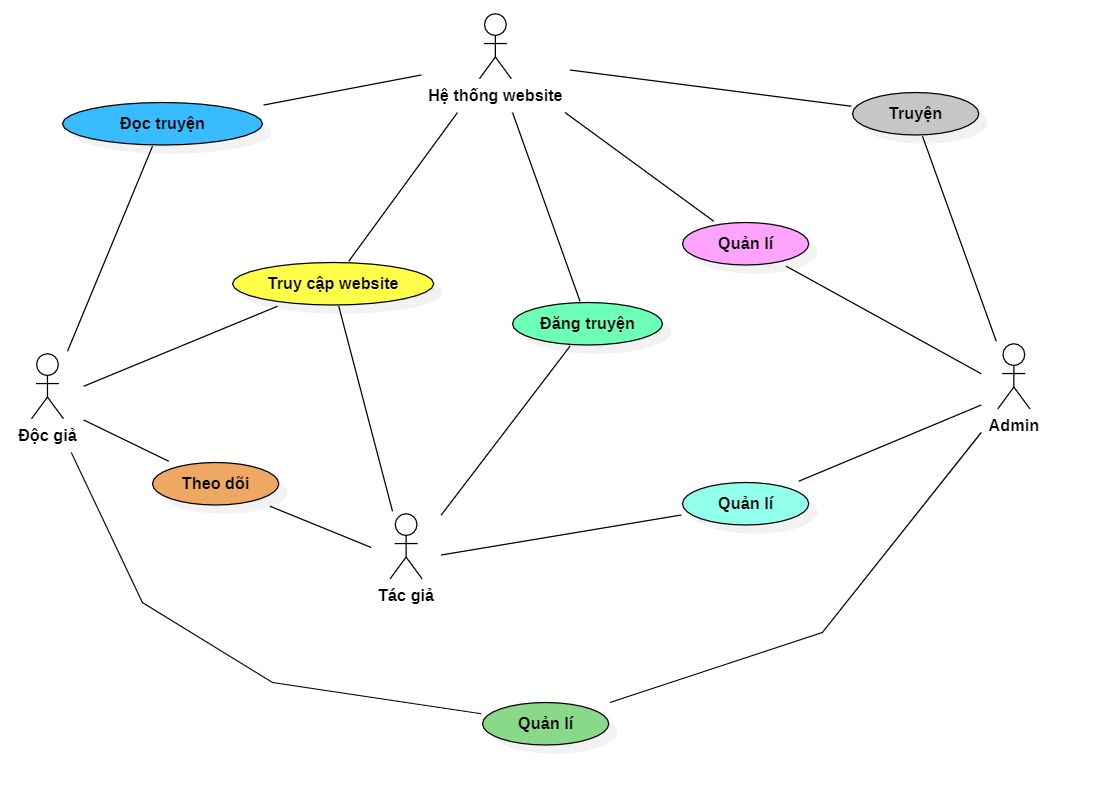 Hệ thống website
Đọc truyện
Truyện
Quản lí
Truy cập website
Đăng truyện
Độc giả
Admin
Theo dõi
Quản lí
Tác giả
Quản lí